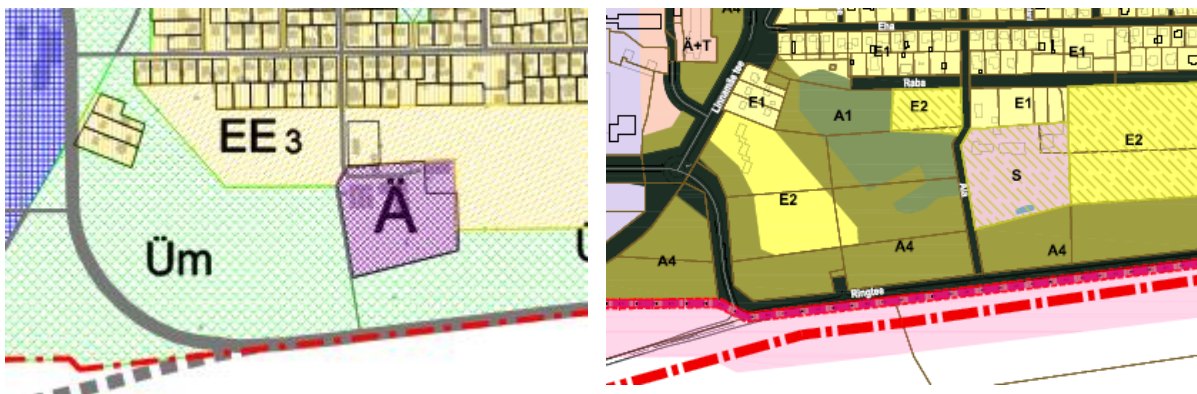 EE 3
Ä
Üm
A4
Ä+T
Linnamäe tee
Eha
E1
E1
Raba
E1
A1
E2
E1
E2
S
E2
Aia
A4
A4
A4
Ringtee